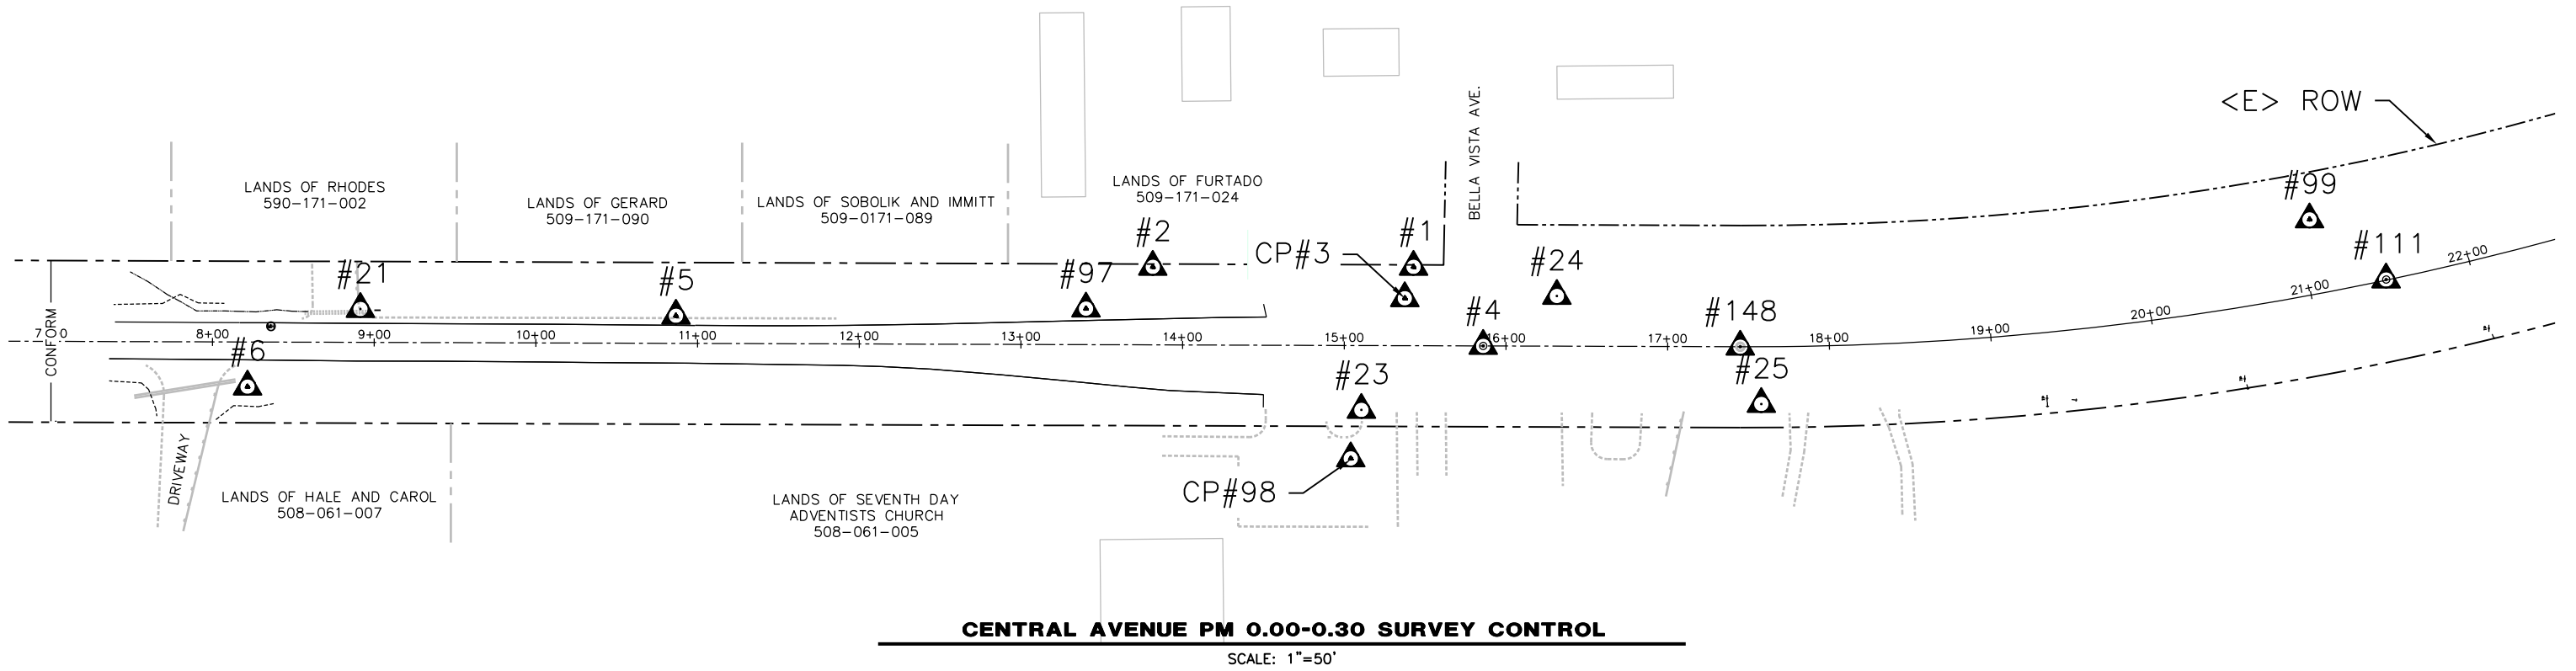 <E> ROW
BELLA VISTA AVE.
LANDS OF RHODES
590-171-002
LANDS OF GERARD
509-171-090
LANDS OF SOBOLIK AND IMMITT
509-0171-089
LANDS OF FURTADO
509-171-024
#99
#2
CP#3
#1
#24
#111
#21
#5
#97
#4
#148
CONFORM
8+00
9+00
10+00
11+00
12+00
13+00
14+00
15+00
16+00
17+00
18+00
19+00
20+00
21+00
22+00
#6
#23
#25
DRIVEWAY
CP#98
LANDS OF HALE AND CAROL
508-061-007
LANDS OF SEVENTH DAY
ADVENTISTS CHURCH
508-061-005
CENTRAL AVENUE PM 0.00-0.30 SURVEY CONTROL
SCALE: 1"=50'